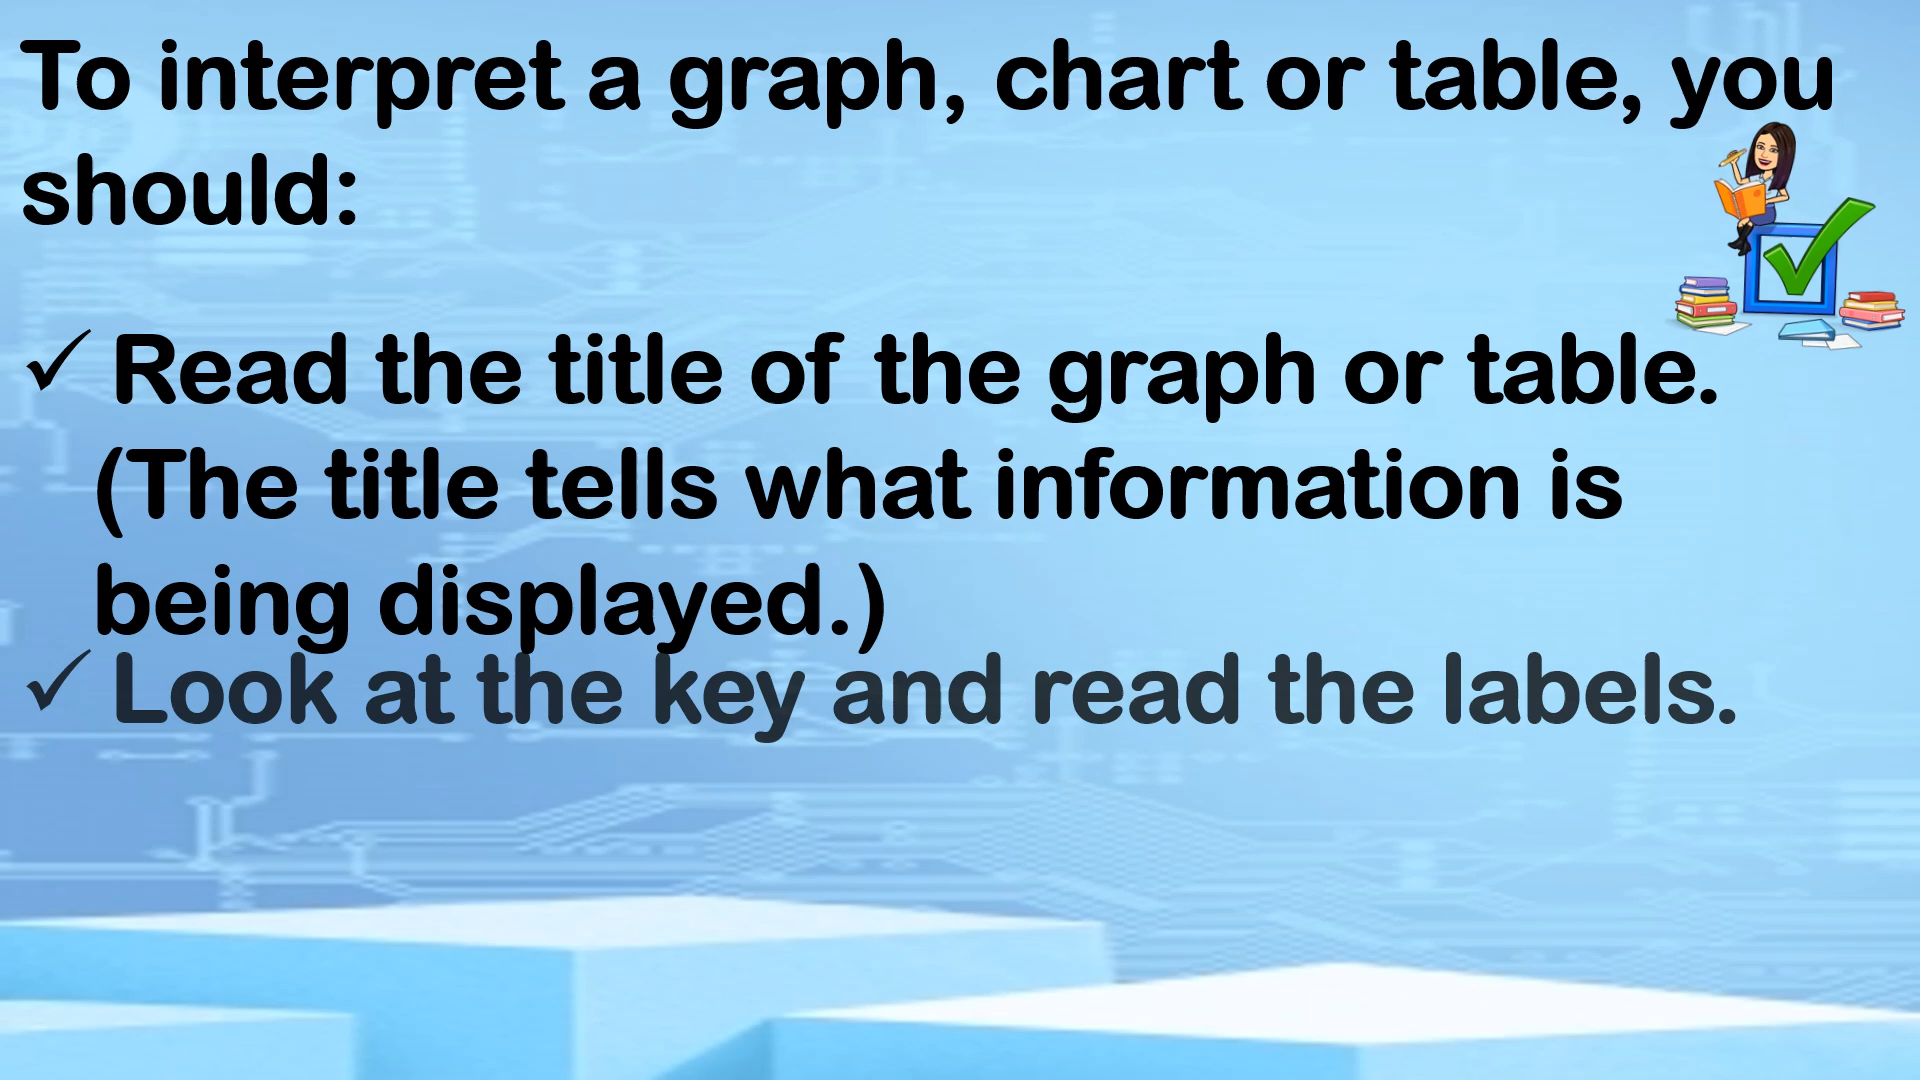 To interpret a graph, chart or table, you
should:
✓ Read the title of the graph or table.
(The title tells what information is
being displayed.)
✓ Look at the key and read the labels.